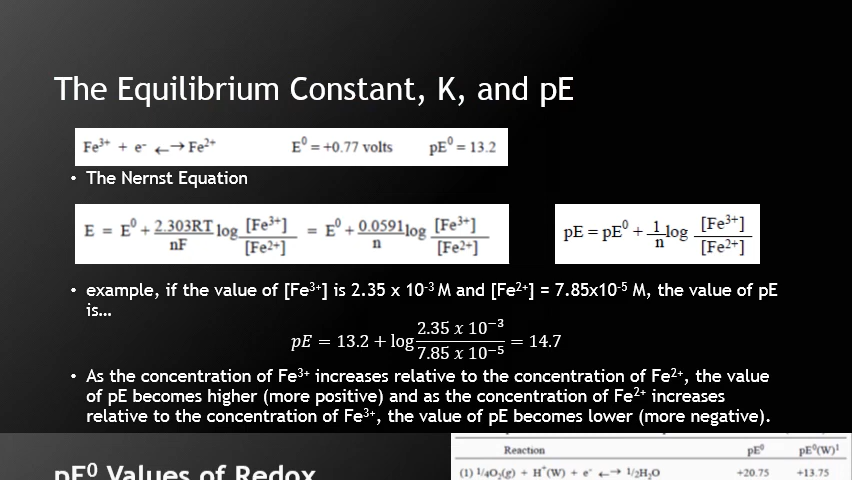 The Equilibrium Constant, K, and pE
Fe³⁺ + e⁻ ←→ Fe²⁺ E⁰ = +0.77 volts pE⁰ = 13.2
• The Nernst Equation
E = E⁰ + 2.303RT/nF log [Fe³⁺]/[Fe²⁺] = E⁰ + 0.0591/n log [Fe³⁺]/[Fe²⁺]
pE = pE⁰ + 1/n log [Fe³⁺]/[Fe²⁺]
• example, if the value of [Fe³⁺] is 2.35 x 10⁻³ M and [Fe²⁺] = 7.85x10⁻⁵ M, the value of pE
is…
pE = 13.2 + log 2.35 x 10⁻³/7.85 x 10⁻⁵ = 14.7
• As the concentration of Fe³⁺ increases relative to the concentration of Fe²⁺, the value
of pE becomes higher (more positive) and as the concentration of Fe²⁺ increases
relative to the concentration of Fe³⁺, the value of pE becomes lower (more negative).
Reaction pE⁰ pE⁰(W)¹
(1) 1/4O₂(g) + H⁺(W) + e⁻ ←→ 1/2H₂O +20.75 +13.75
pE⁰ Values of Redox